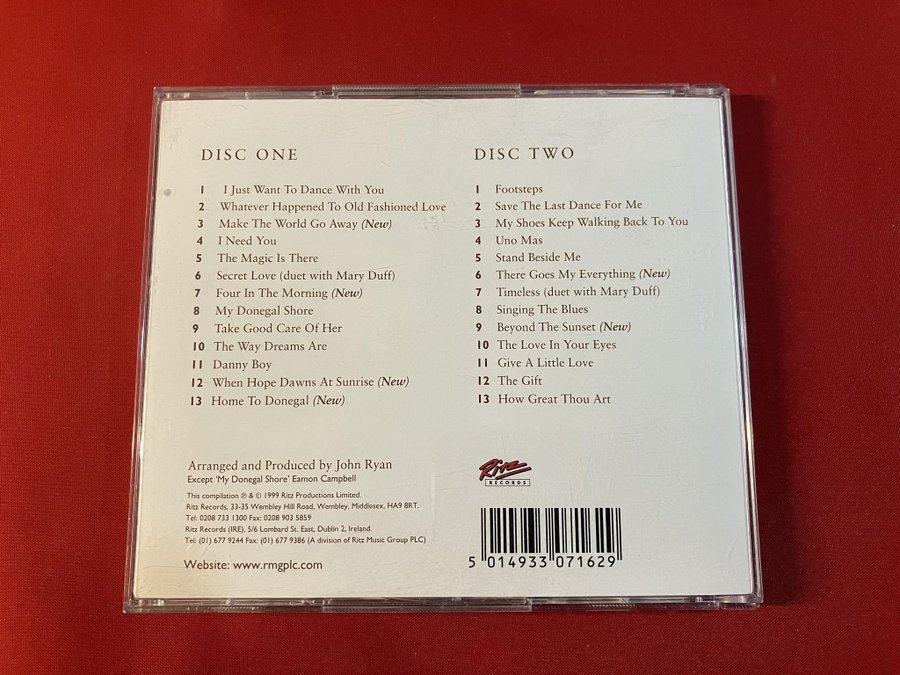 DISC ONE
1 I Just Want To Dance With You
2 Whatever Happened To Old Fashioned Love
3 Make The World Go Away (New)
4 I Need You
5 The Magic Is There
6 Secret Love (duet with Mary Duff)
7 Four In The Morning (New)
8 My Donegal Shore
9 Take Good Care Of Her
10 The Way Dreams Are
11 Danny Boy
12 When Hope Dawns At Sunrise (New)
13 Home To Donegal (New)
DISC TWO
1 Footsteps
2 Save The Last Dance For Me
3 My Shoes Keep Walking Back To You
4 Uno Mas
5 Stand Beside Me
6 There Goes My Everything (New)
7 Timeless (duet with Mary Duff)
8 Singing The Blues
9 Beyond The Sunset (New)
10 The Love In Your Eyes
11 Give A Little Love
12 The Gift
13 How Great Thou Art
Arranged and Produced by John Ryan
Except 'My Donegal Shore' Eamon Campbell
This compilation ℗ & © 1999 Ritz Productions Limited.
Ritz Records, 33-35 Wembley Hill Road, Wembley, Middlesex, HA9 8RT.
Tel: 0208 733 1300 Fax: 0208 903 5859
Ritz Records (IRE), 5/6 Lombard St. East, Dublin 2, Ireland.
Tel: (01) 677 9244 Fax: (01) 677 9386 (A division of Ritz Music Group PLC)
Website: www.rmgplc.com
Ritz
RECORDS
5 014933 071629